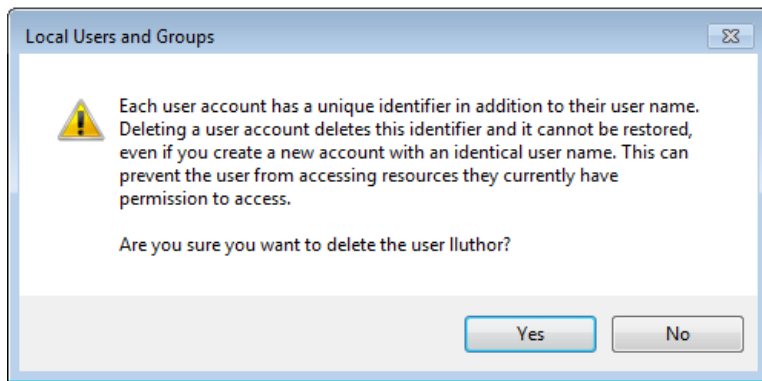 Local Users and Groups
Each user account has a unique identifier in addition to their user name.
Deleting a user account deletes this identifier and it cannot be restored,
even if you create a new account with an identical user name. This can
prevent the user from accessing resources they currently have
permission to access.
Are you sure you want to delete the user lluthor?
Yes
No